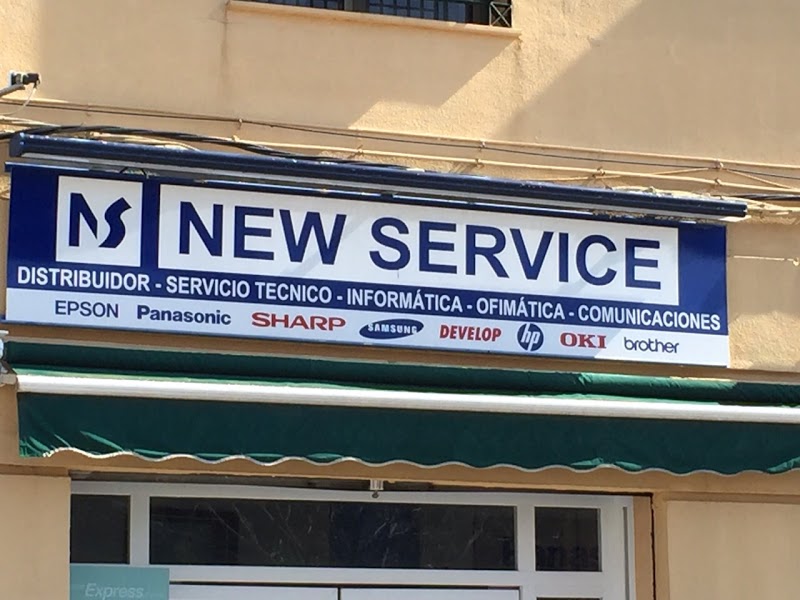 NS NEW SERVICE
DISTRIBUIDOR - SERVICIO TECNICO - INFORMÁTICA - OFIMÁTICA - COMUNICACIONES
EPSON Panasonic SHARP SAMSUNG DEVELOP hp OKI brother
Express